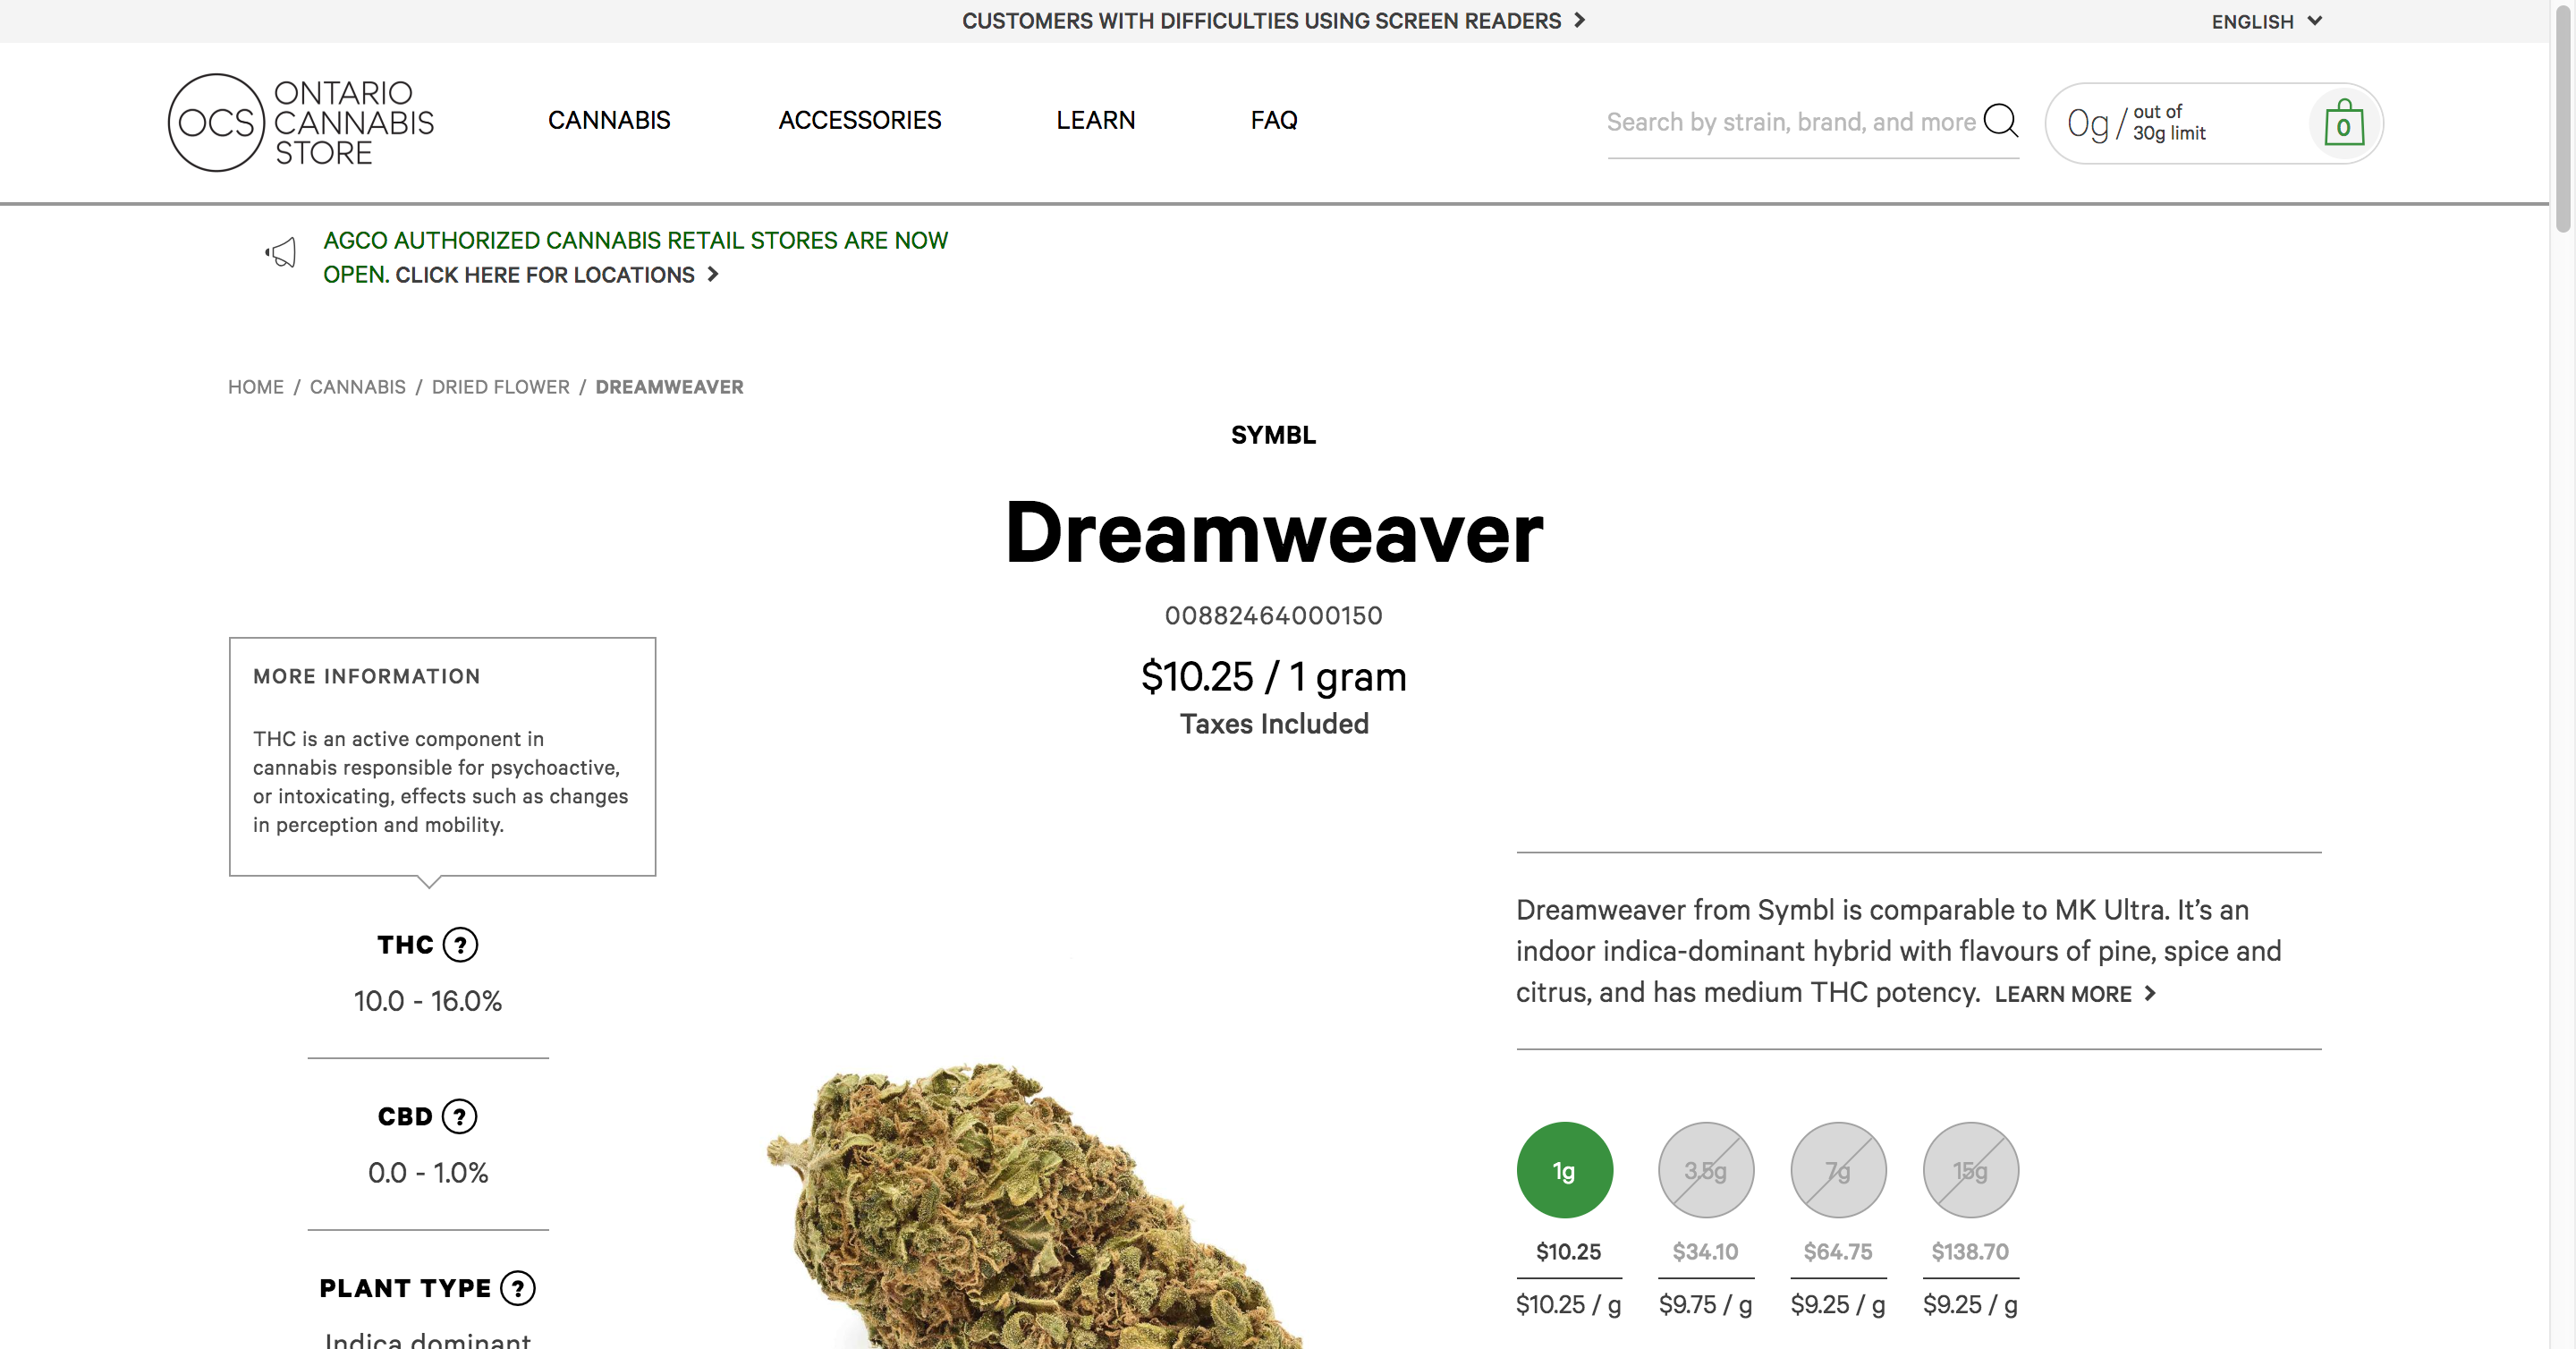 CUSTOMERS WITH DIFFICULTIES USING SCREEN READERS
ENGLISH
OCS
ONTARIO
CANNABIS
STORE
CANNABIS
ACCESSORIES
LEARN
FAQ
Search by strain, brand, and more
0g / out of
30g limit
0
AGCO AUTHORIZED CANNABIS RETAIL STORES ARE NOW
OPEN. CLICK HERE FOR LOCATIONS
HOME / CANNABIS / DRIED FLOWER / DREAMWEAVER
SYMBL
Dreamweaver
00882464000150
$10.25 / 1 gram
Taxes Included
MORE INFORMATION
THC is an active component in
cannabis responsible for psychoactive,
or intoxicating, effects such as changes
in perception and mobility.
THC ?
10.0 - 16.0%
CBD ?
0.0 - 1.0%
PLANT TYPE ?
Indica dominant
Dreamweaver from Symbl is comparable to MK Ultra. It’s an
indoor indica-dominant hybrid with flavours of pine, spice and
citrus, and has medium THC potency. LEARN MORE
1g 3.5g 7g 15g
$10.25 $34.10 $64.75 $138.70
$10.25 / g $9.75 / g $9.25 / g $9.25 / g